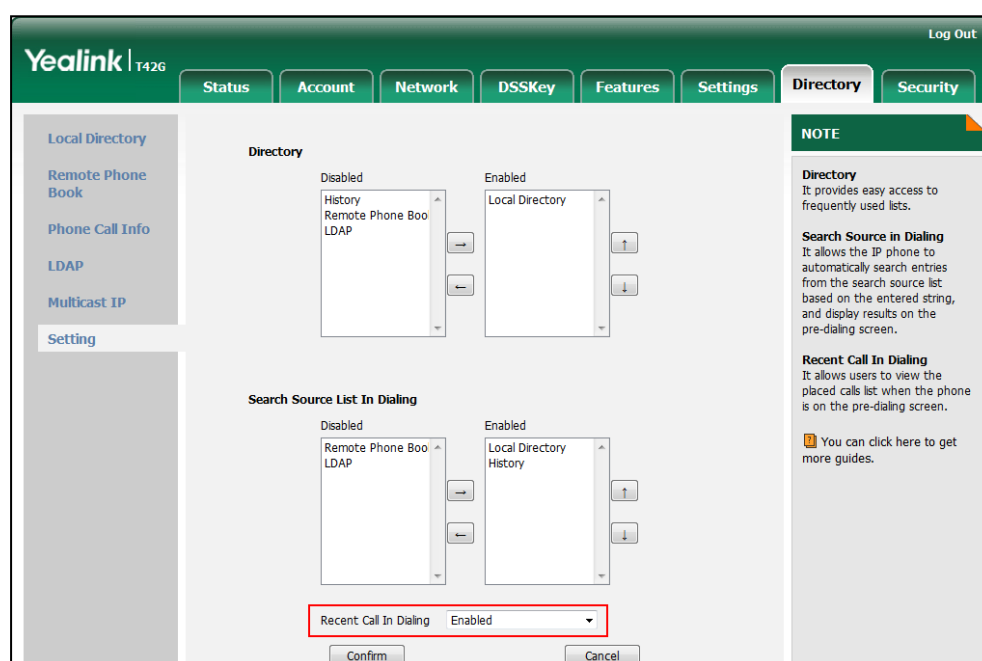 Log Out
Yealink | T42G
Status Account Network DSSKey Features Settings Directory Security
Local Directory
Remote Phone
Book
Phone Call Info
LDAP
Multicast IP
Setting
Directory
Disabled Enabled
History
Remote Phone Boo
LDAP
→
←
Local Directory
↑
↓
Search Source List In Dialing
Disabled Enabled
Remote Phone Boo
LDAP
→
←
Local Directory
History
↑
↓
Recent Call In Dialing Enabled
Confirm Cancel
NOTE
Directory
It provides easy access to
frequently used lists.
Search Source in Dialing
It allows the IP phone to
automatically search entries
from the search source list
based on the entered string,
and display results on the
pre-dialing screen.
Recent Call In Dialing
It allows users to view the
placed calls list when the phone
is on the pre-dialing screen.
? You can click here to get
more guides.